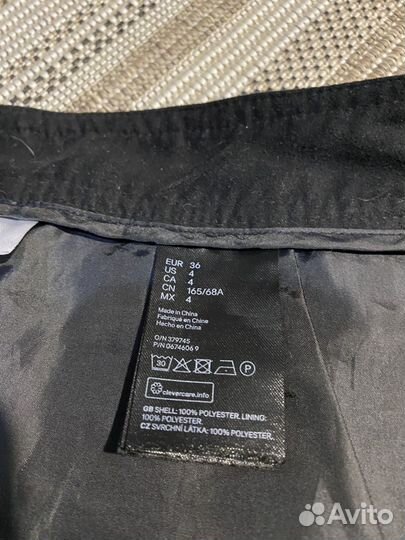 EUR 36
US 4
CA 4
CN 165/68A
MX 4
Made in China
Fabriqué en Chine
Hecho en China
O/N 379745
P/N 0674606 9
30 P
clevercare.info
GB SHELL: 100% POLYESTER. LINING:
100% POLYESTER.
CZ SVRCHNÍ LÁTKA: 100% POLYESTER.
Avito